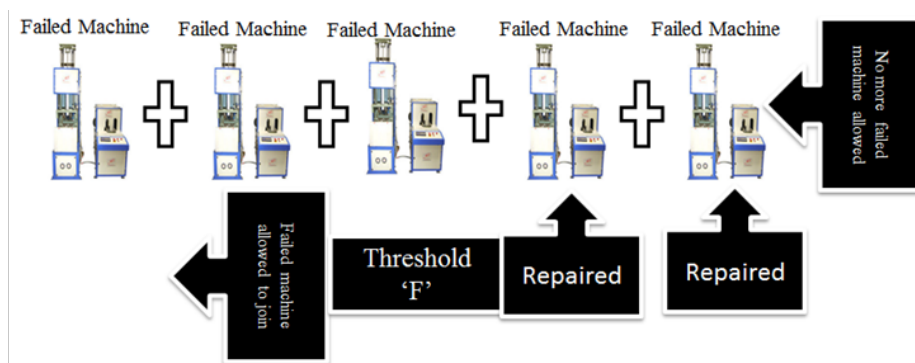 Failed Machine
Failed Machine
Failed Machine
Failed Machine
Failed Machine
No more failed
machine allowed
Failed machine
allowed to join
Threshold
‘F’
Repaired
Repaired